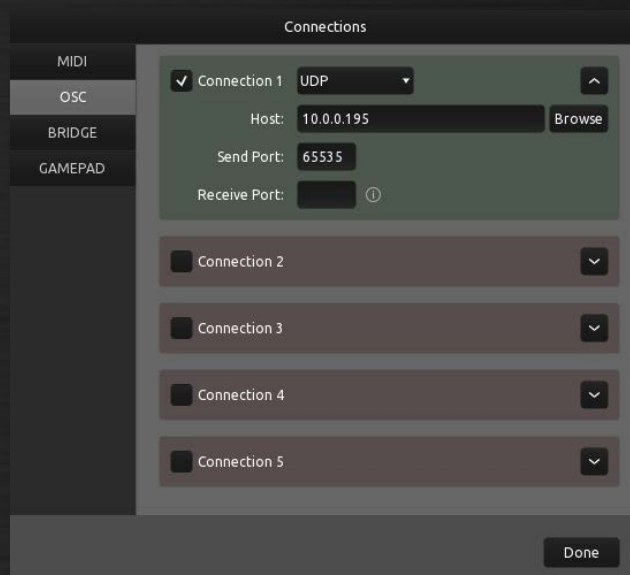 Connections
MIDI
OSC
BRIDGE
GAMEPAD
Connection 1 UDP
Host: 10.0.0.195 Browse
Send Port: 65535
Receive Port:
Connection 2
Connection 3
Connection 4
Connection 5
Done